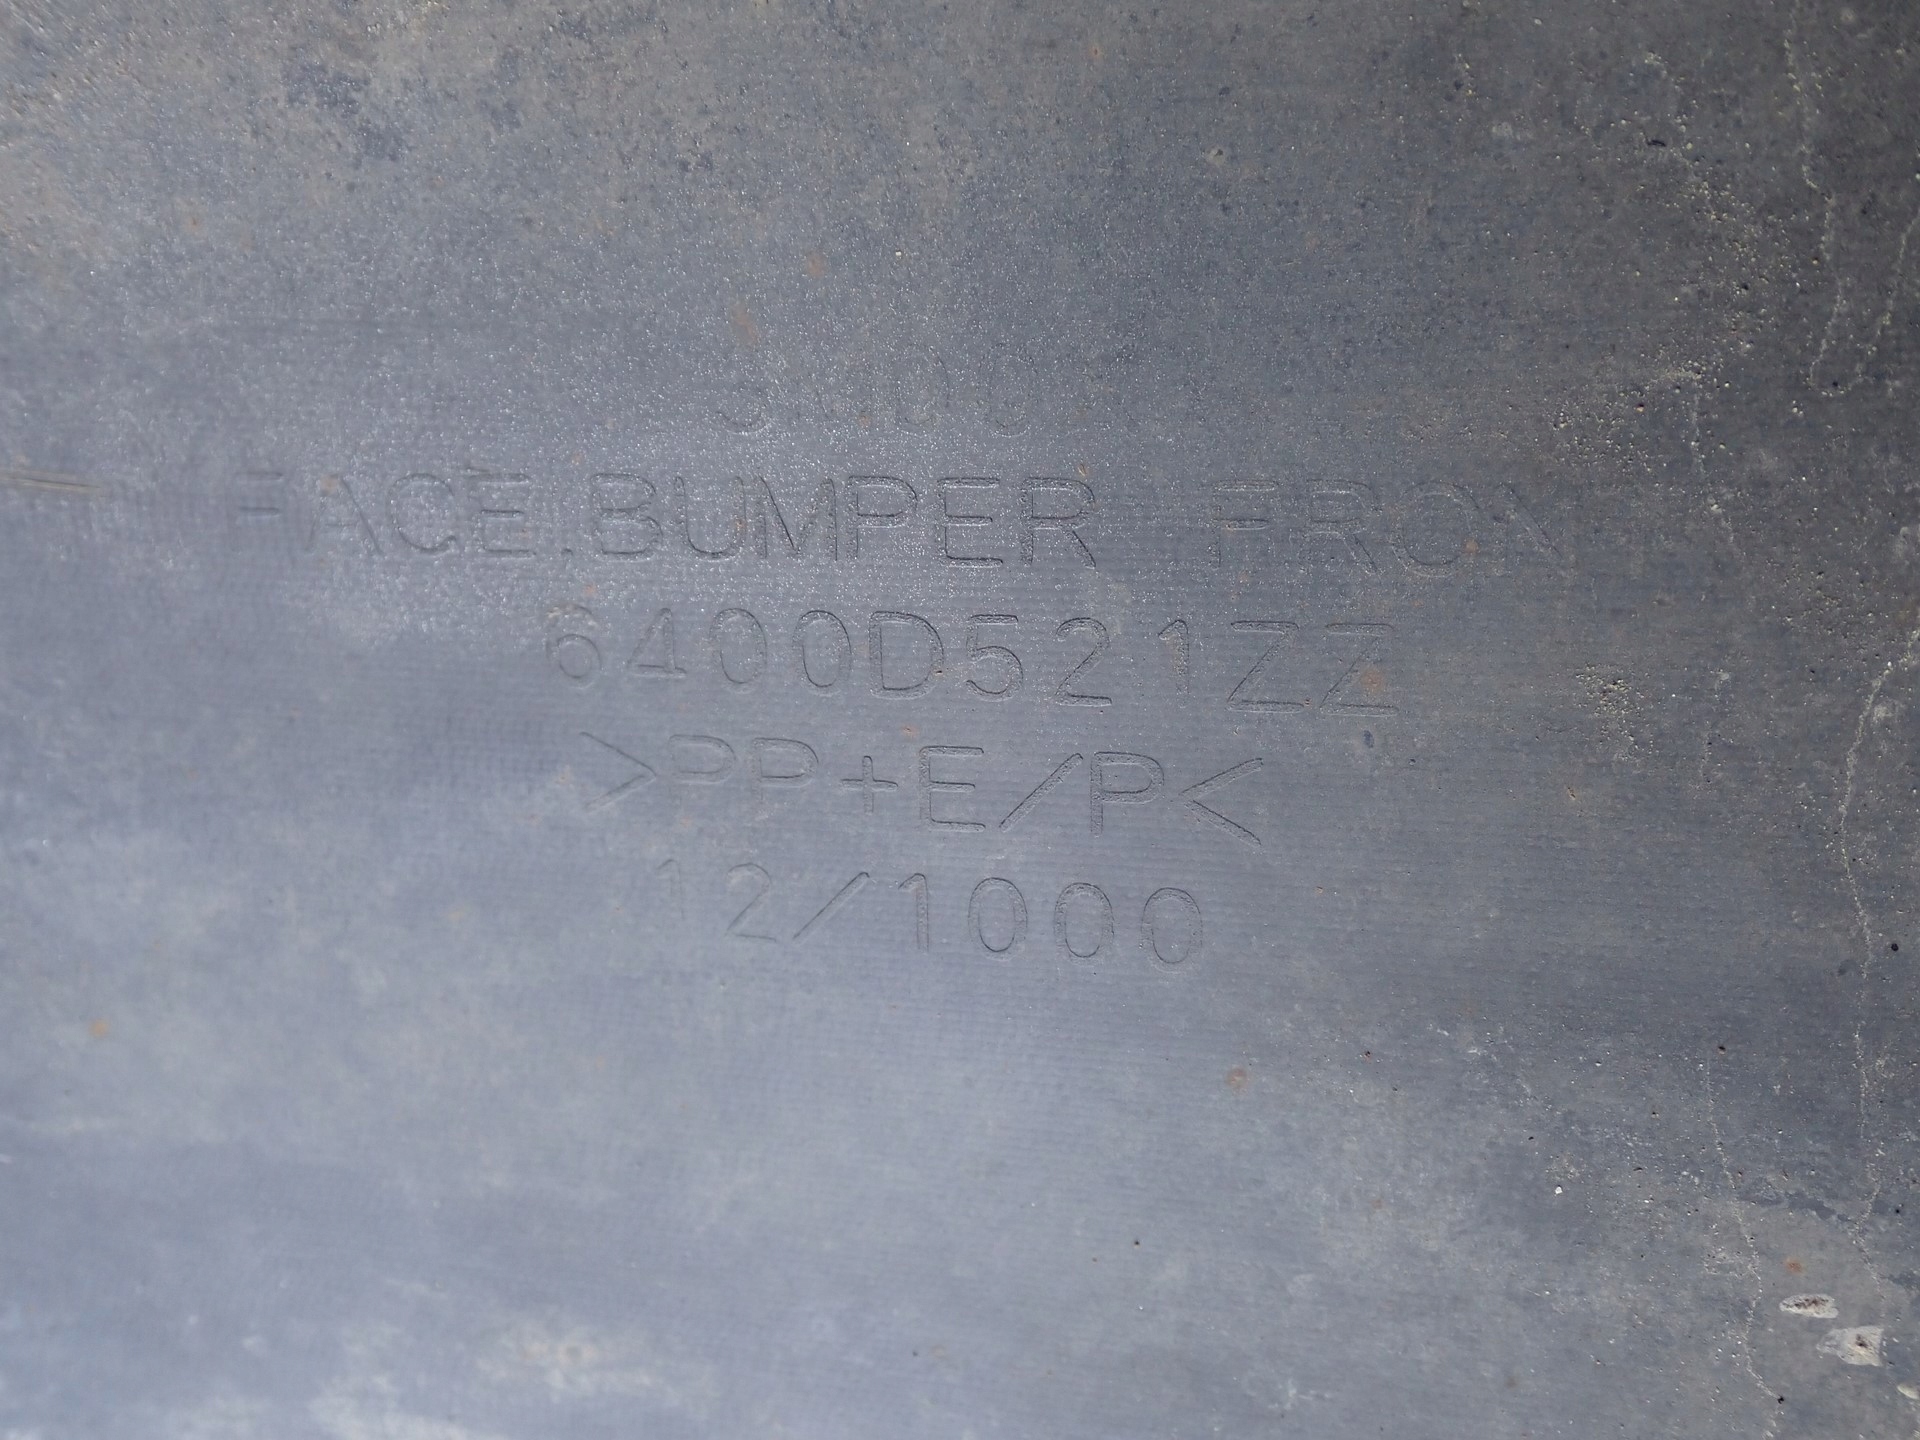 FACE,BUMPER FRONT
6400D521ZZ
>PP+E/P<
12/1000